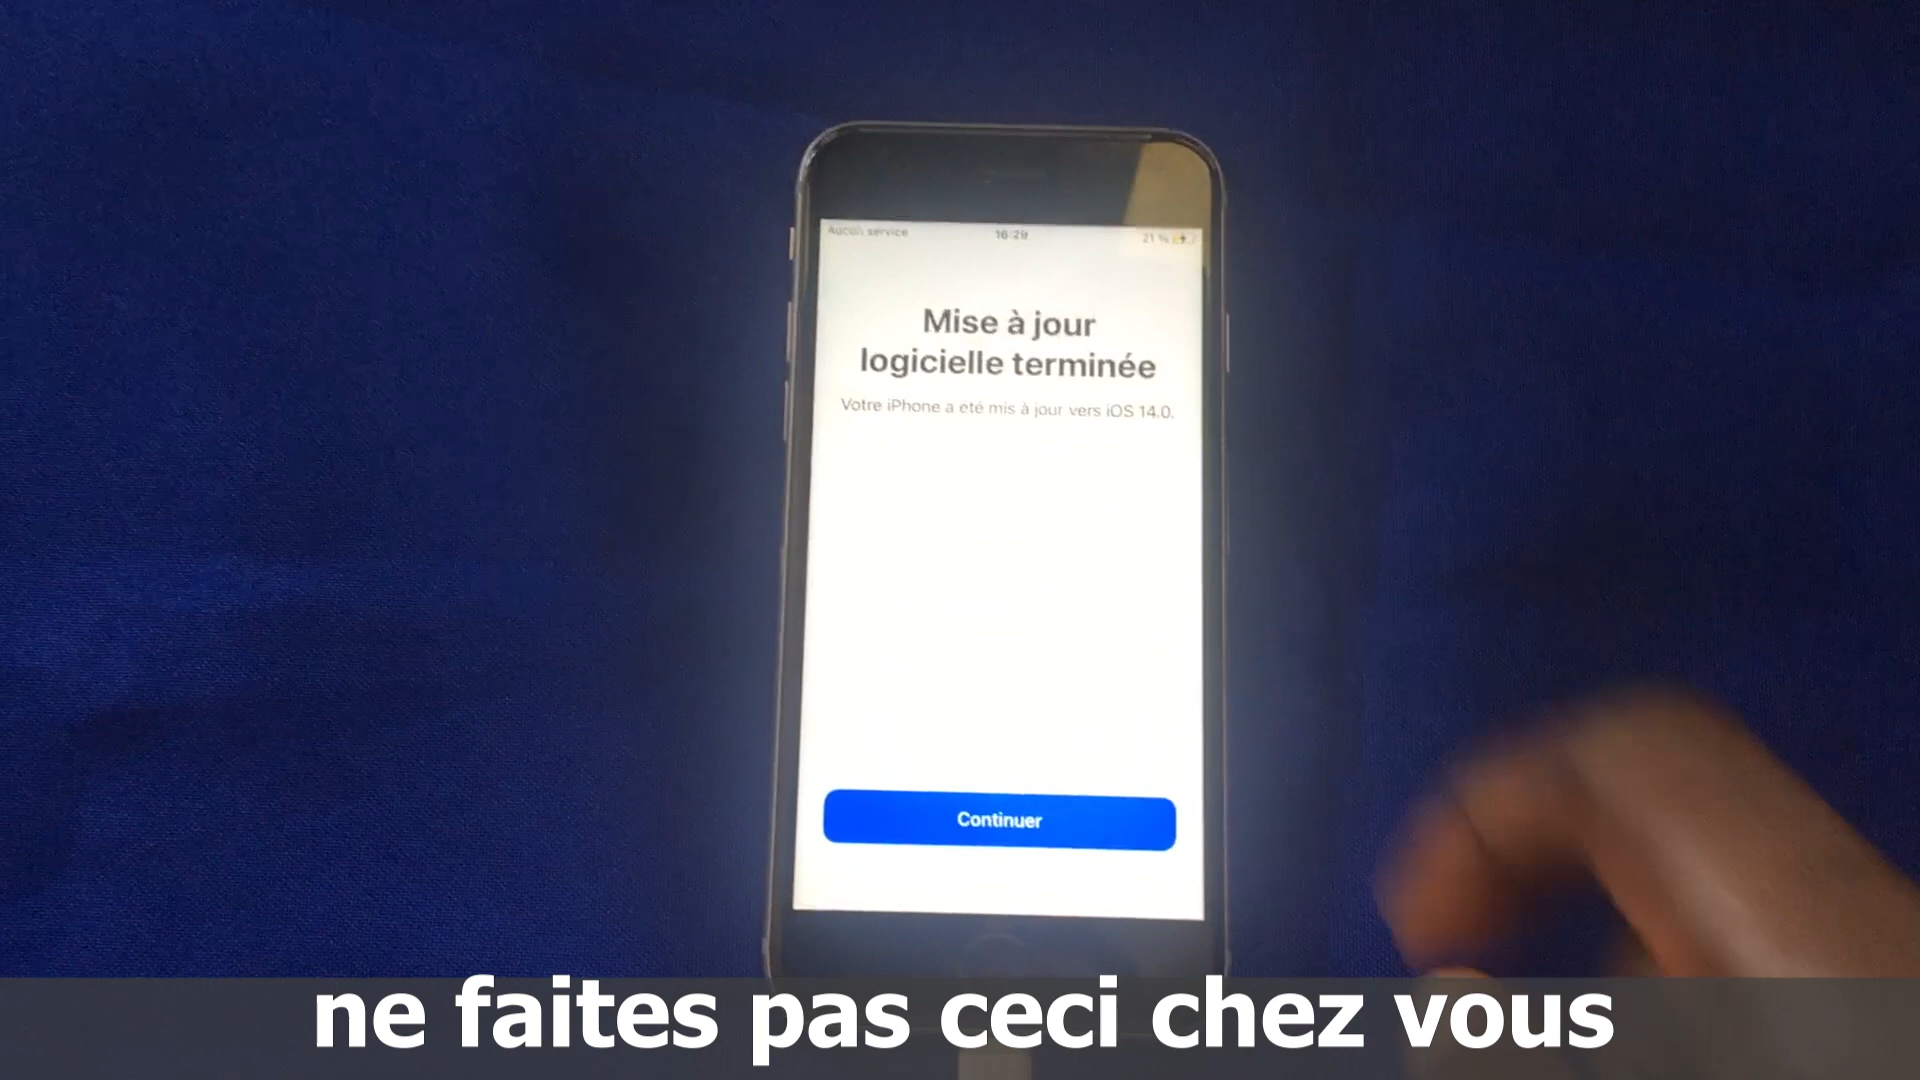 Aucun service 16:29 21 %
Mise à jour
logicielle terminée
Votre iPhone a été mis à jour vers iOS 14.0.
Continuer
ne faites pas ceci chez vous